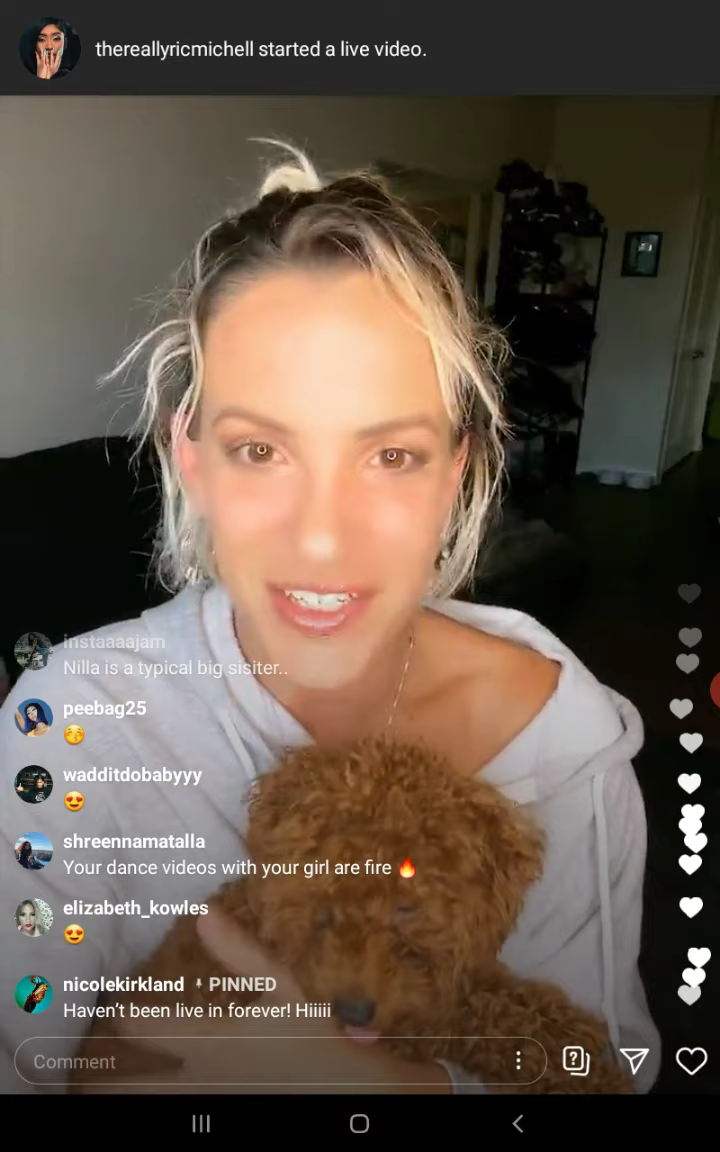 thereallyricmichell started a live video.
instaaaajam
Nilla is a typical big sisiter..
peebag25
wadditdobabyyy
shreennamatalla
Your dance videos with your girl are fire 🔥
elizabeth_kowles
nicolekirkland PINNED
Haven't been live in forever! Hiiiii
Comment